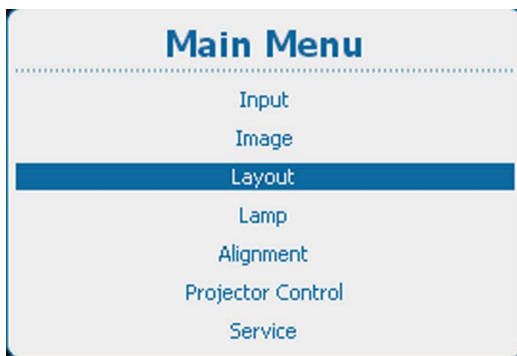 Main Menu
Input
Image
Layout
Lamp
Alignment
Projector Control
Service